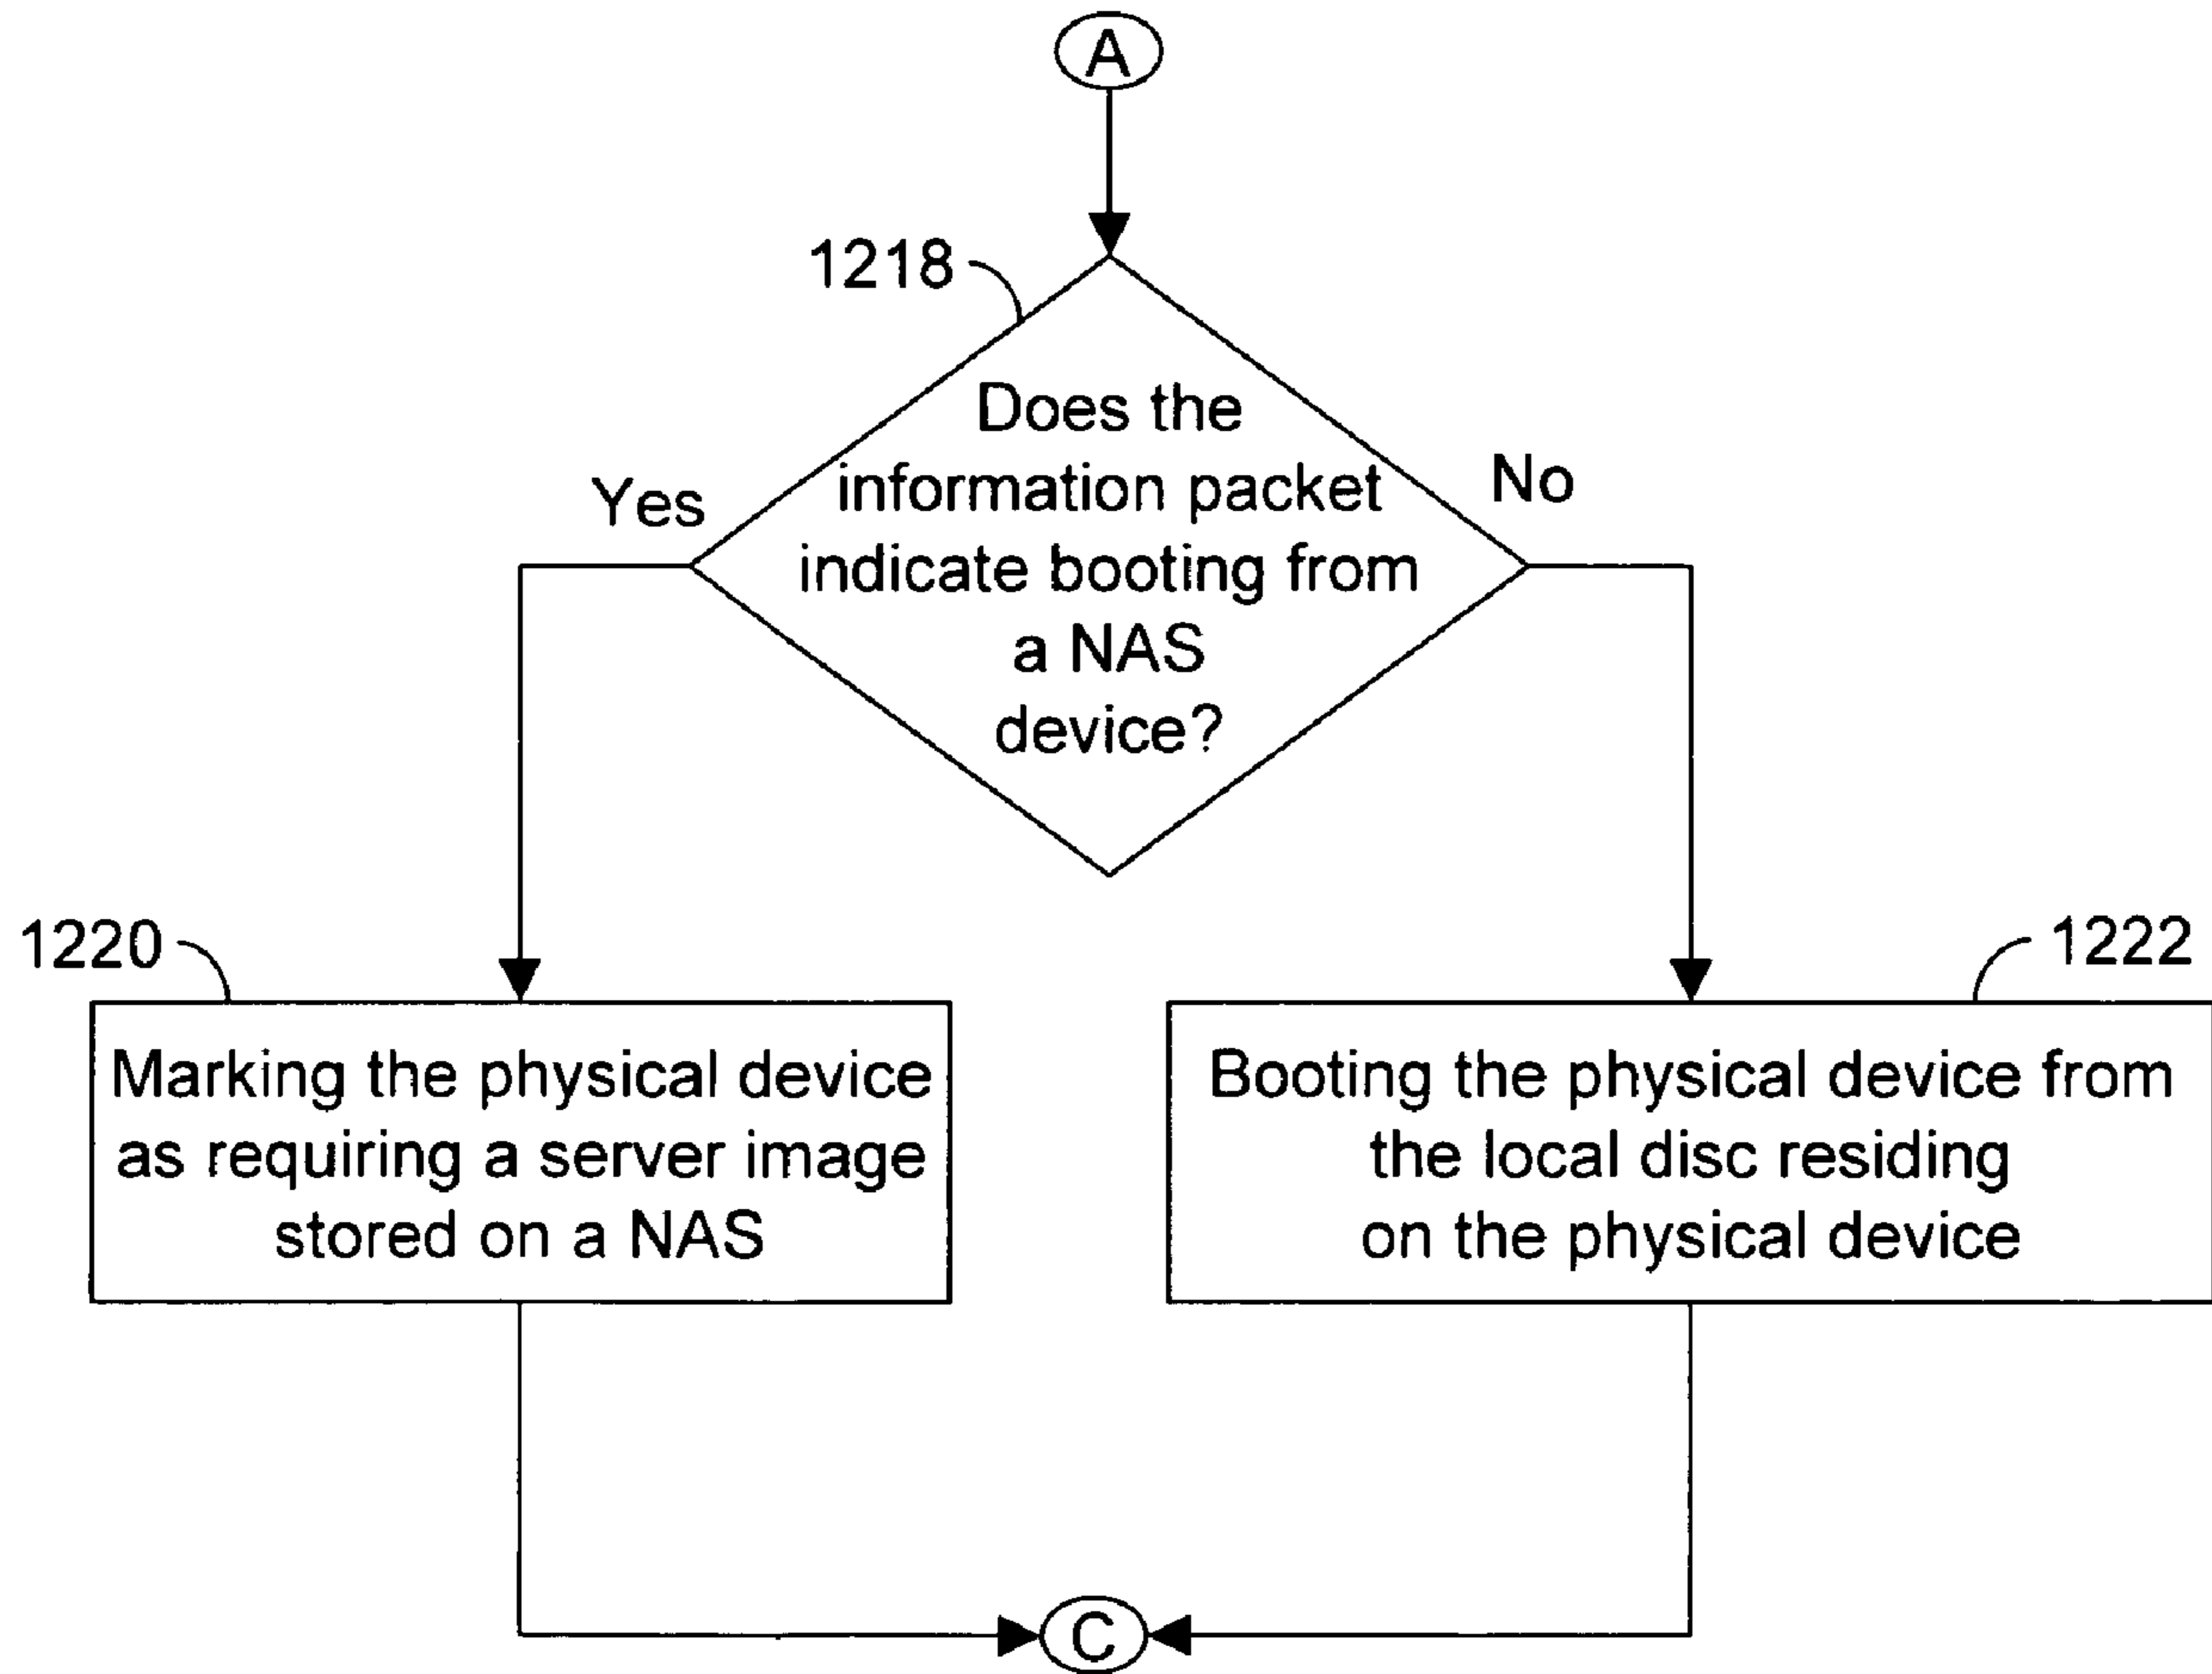 A
1218
Does the
information packet
indicate booting from
a NAS
device?
Yes
No
1220
Marking the physical device
as requiring a server image
stored on a NAS
1222
Booting the physical device from
the local disc residing
on the physical device
C